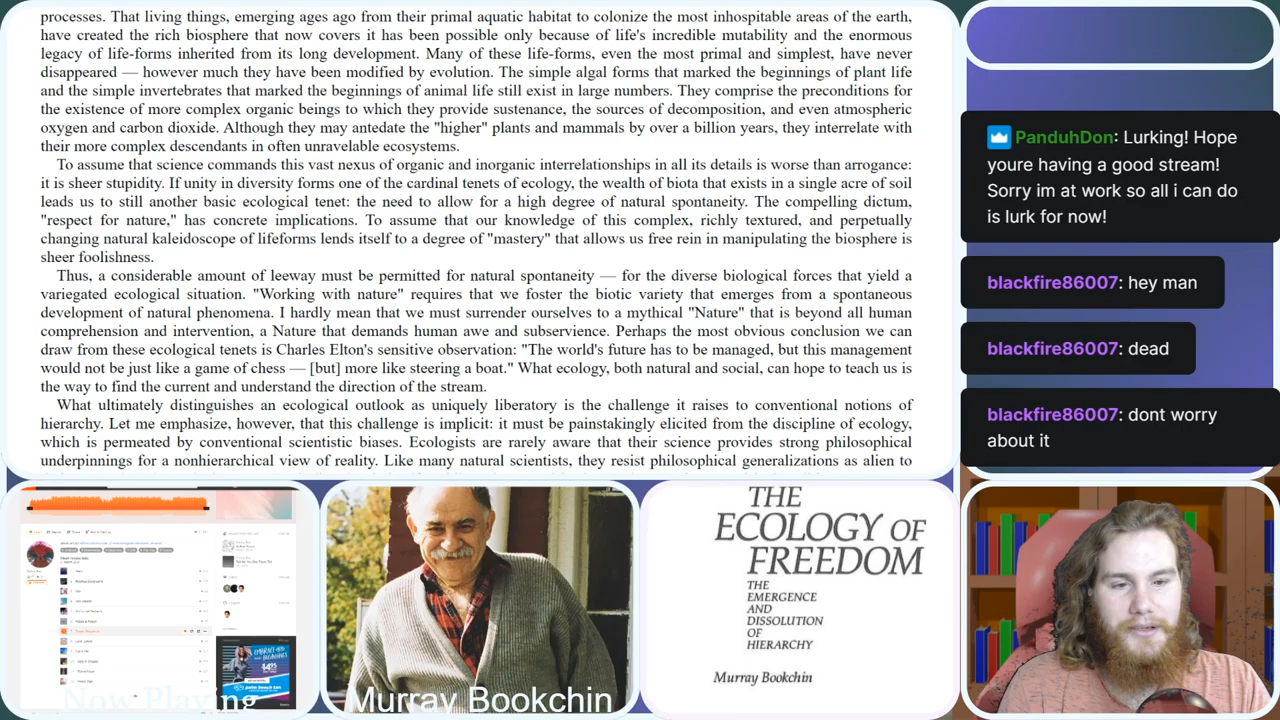 processes. That living things, emerging ages ago from their primal aquatic habitat to colonize the most inhospitable areas of the earth,
have created the rich biosphere that now covers it has been possible only because of life's incredible mutability and the enormous
legacy of life-forms inherited from its long development. Many of these life-forms, even the most primal and simplest, have never
disappeared — however much they have been modified by evolution. The simple algal forms that marked the beginnings of plant life
and the simple invertebrates that marked the beginnings of animal life still exist in large numbers. They comprise the preconditions for
the existence of more complex organic beings to which they provide sustenance, the sources of decomposition, and even atmospheric
oxygen and carbon dioxide. Although they may antedate the "higher" plants and mammals by over a billion years, they interrelate with
their more complex descendants in often unravelable ecosystems.
To assume that science commands this vast nexus of organic and inorganic interrelationships in all its details is worse than arrogance:
it is sheer stupidity. If unity in diversity forms one of the cardinal tenets of ecology, the wealth of biota that exists in a single acre of soil
leads us to still another basic ecological tenet: the need to allow for a high degree of natural spontaneity. The compelling dictum,
"respect for nature," has concrete implications. To assume that our knowledge of this complex, richly textured, and perpetually
changing natural kaleidoscope of lifeforms lends itself to a degree of "mastery" that allows us free rein in manipulating the biosphere is
sheer foolishness.
Thus, a considerable amount of leeway must be permitted for natural spontaneity — for the diverse biological forces that yield a
variegated ecological situation. "Working with nature" requires that we foster the biotic variety that emerges from a spontaneous
development of natural phenomena. I hardly mean that we must surrender ourselves to a mythical "Nature" that is beyond all human
comprehension and intervention, a Nature that demands human awe and subservience. Perhaps the most obvious conclusion we can
draw from these ecological tenets is Charles Elton's sensitive observation: "The world's future has to be managed, but this management
would not be just like a game of chess — [but] more like steering a boat." What ecology, both natural and social, can hope to teach us is
the way to find the current and understand the direction of the stream.
What ultimately distinguishes an ecological outlook as uniquely liberatory is the challenge it raises to conventional notions of
hierarchy. Let me emphasize, however, that this challenge is implicit: it must be painstakingly elicited from the discipline of ecology,
which is permeated by conventional scientistic biases. Ecologists are rarely aware that their science provides strong philosophical
underpinnings for a nonhierarchical view of reality. Like many natural scientists, they resist philosophical generalizations as alien to
PanduhDon: Lurking! Hope
youre having a good stream!
Sorry im at work so all i can do
is lurk for now!
blackfire86007: hey man
blackfire86007: dead
blackfire86007: dont worry
about it
Now Playing
Murray Bookchin
THE
ECOLOGY OF
FREEDOM
THE
EMERGENCE
AND
DISSOLUTION
OF
HIERARCHY
Murray Bookchin